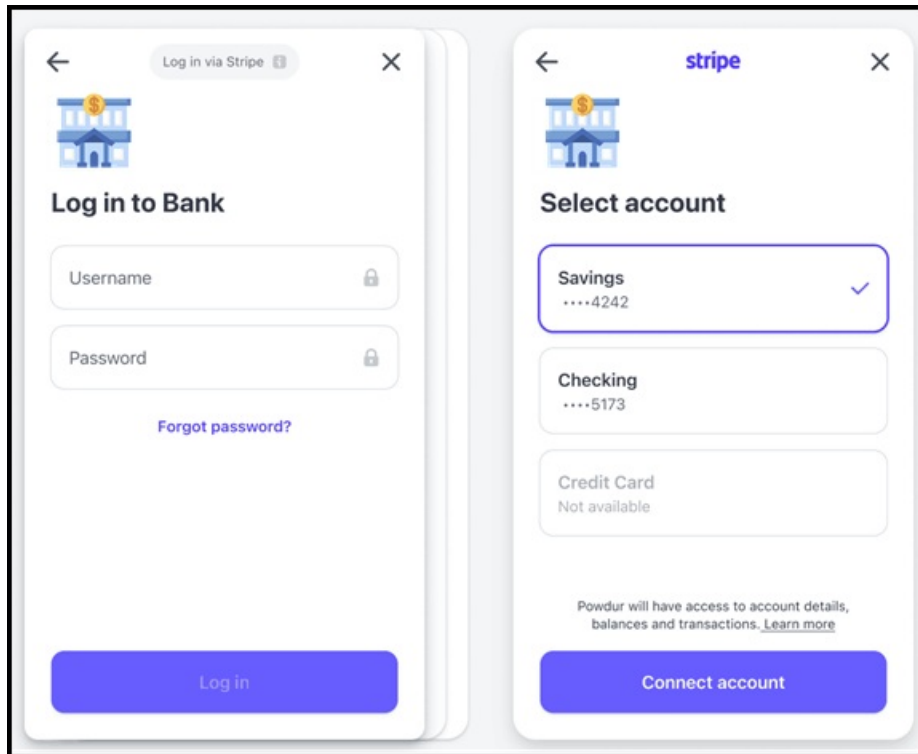 Log in via Stripe
Log in to Bank
Username
Password
Forgot password?
Log in
stripe
$
Select account
Savings
••••4242
Checking
••••5173
Credit Card
Not available
Powdur will have access to account details,
balances and transactions. Learn more
Connect account